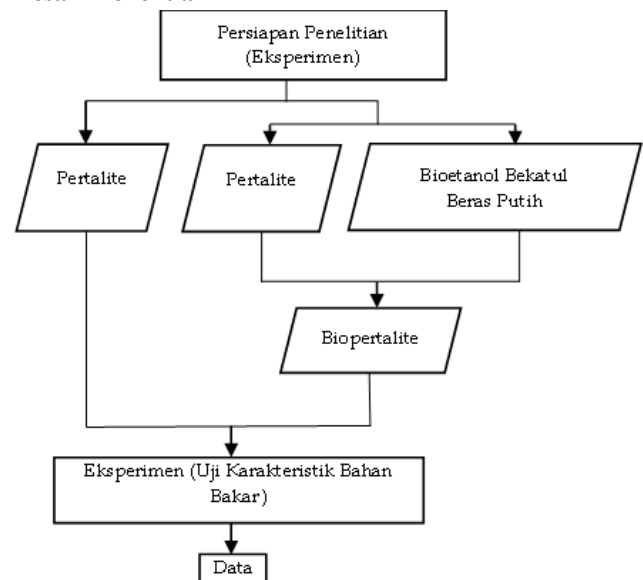 Persiapan Penelitian
(Eksperimen)
Pertalite
Pertalite
Bioetanol Bekatul
Beras Putih
Biopertalite
Eksperimen (Uji Karakteristik Bahan
Bakar)
Data